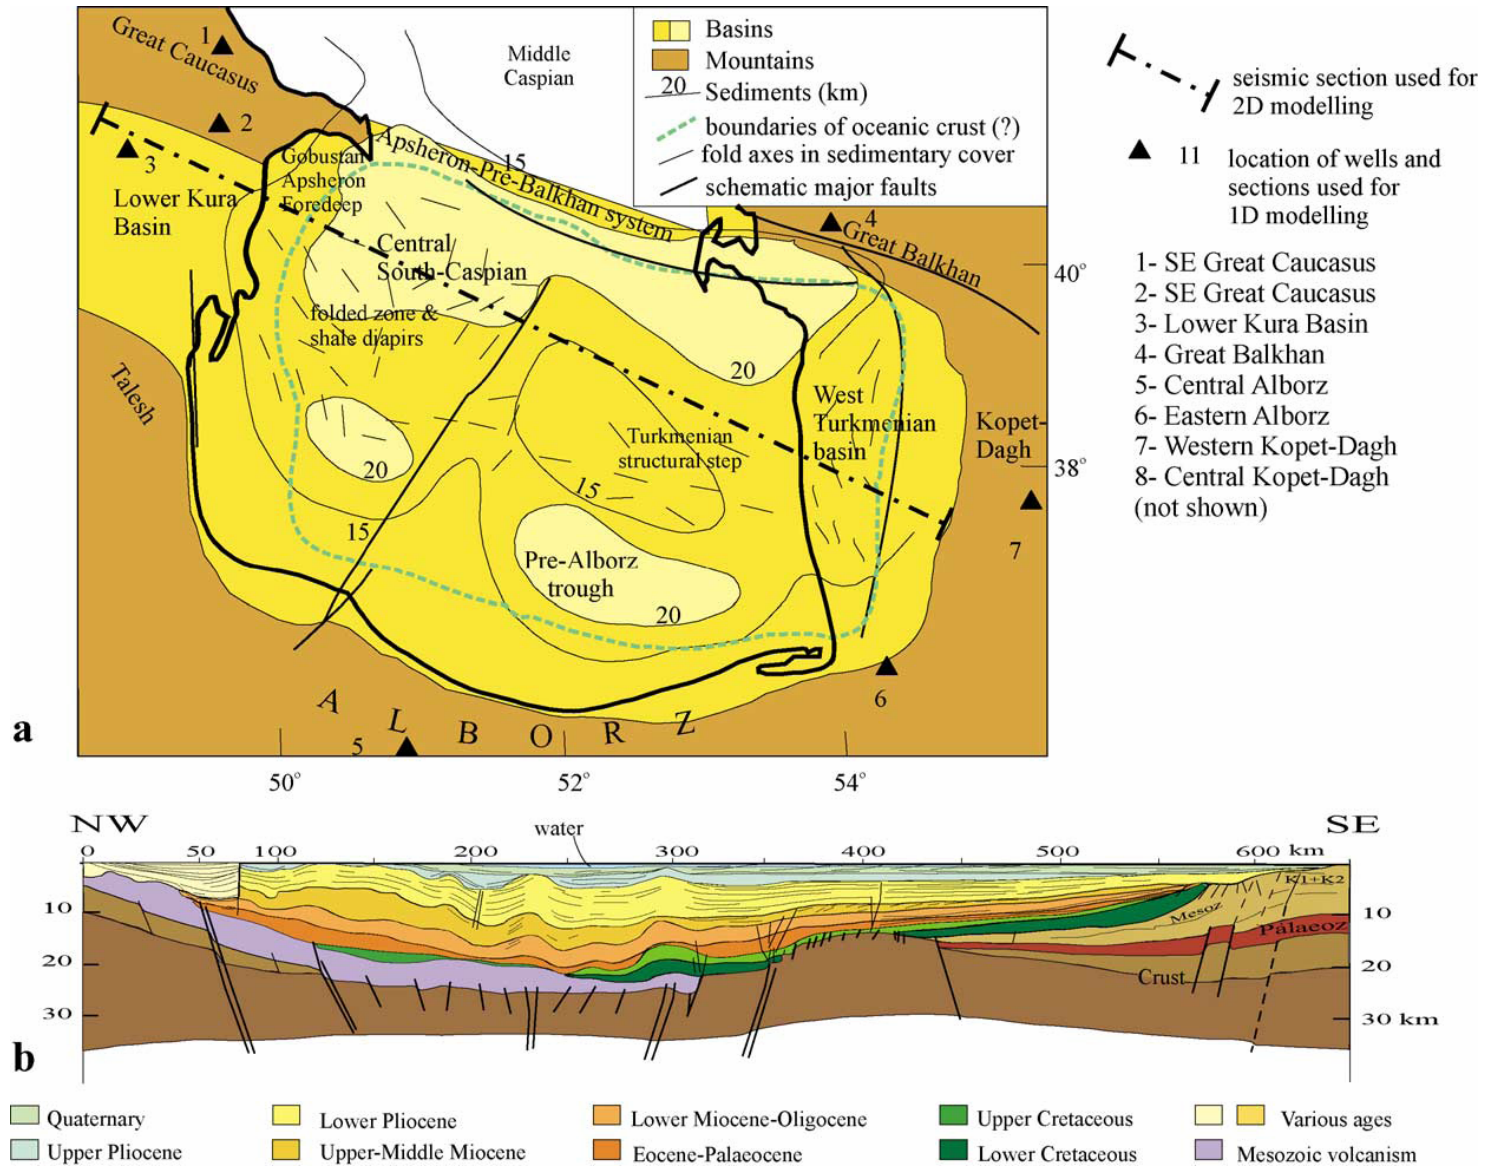 a
Great Caucasus
1
2
3
Middle
Caspian
Basins
Mountains
20
Sediments (km)
boundaries of oceanic crust (?)
fold axes in sedimentary cover
schematic major faults
seismic section used for
2D modelling
11
location of wells and
sections used for
1D modelling
1- SE Great Caucasus
2- SE Great Caucasus
3- Lower Kura Basin
4- Great Balkhan
5- Central Alborz
6- Eastern Alborz
7- Western Kopet-Dagh
8- Central Kopet-Dagh
(not shown)
Apsheron-Pre-Balkhan system
15
Gobustan
Apsheron
Foredeep
Lower Kura
Basin
4
Great Balkhan
Central
South-Caspian
40°
folded zone &
shale diapirs
20
Talesh
West
Turkmenian
basin
Kopet-
Dagh
Turkmenian
structural step
38°
20
15
15
7
Pre-Alborz
trough
20
6
ALBORZ
5
50°
52°
54°
b
NW
SE
water
0
50
100
200
300
400
500
600 km
K1+K2
10
10
Mesoz
Palaeoz
20
20
Crust
30
30 km
Quaternary
Lower Pliocene
Lower Miocene-Oligocene
Upper Cretaceous
Various ages
Upper Pliocene
Upper-Middle Miocene
Eocene-Palaeocene
Lower Cretaceous
Mesozoic volcanism